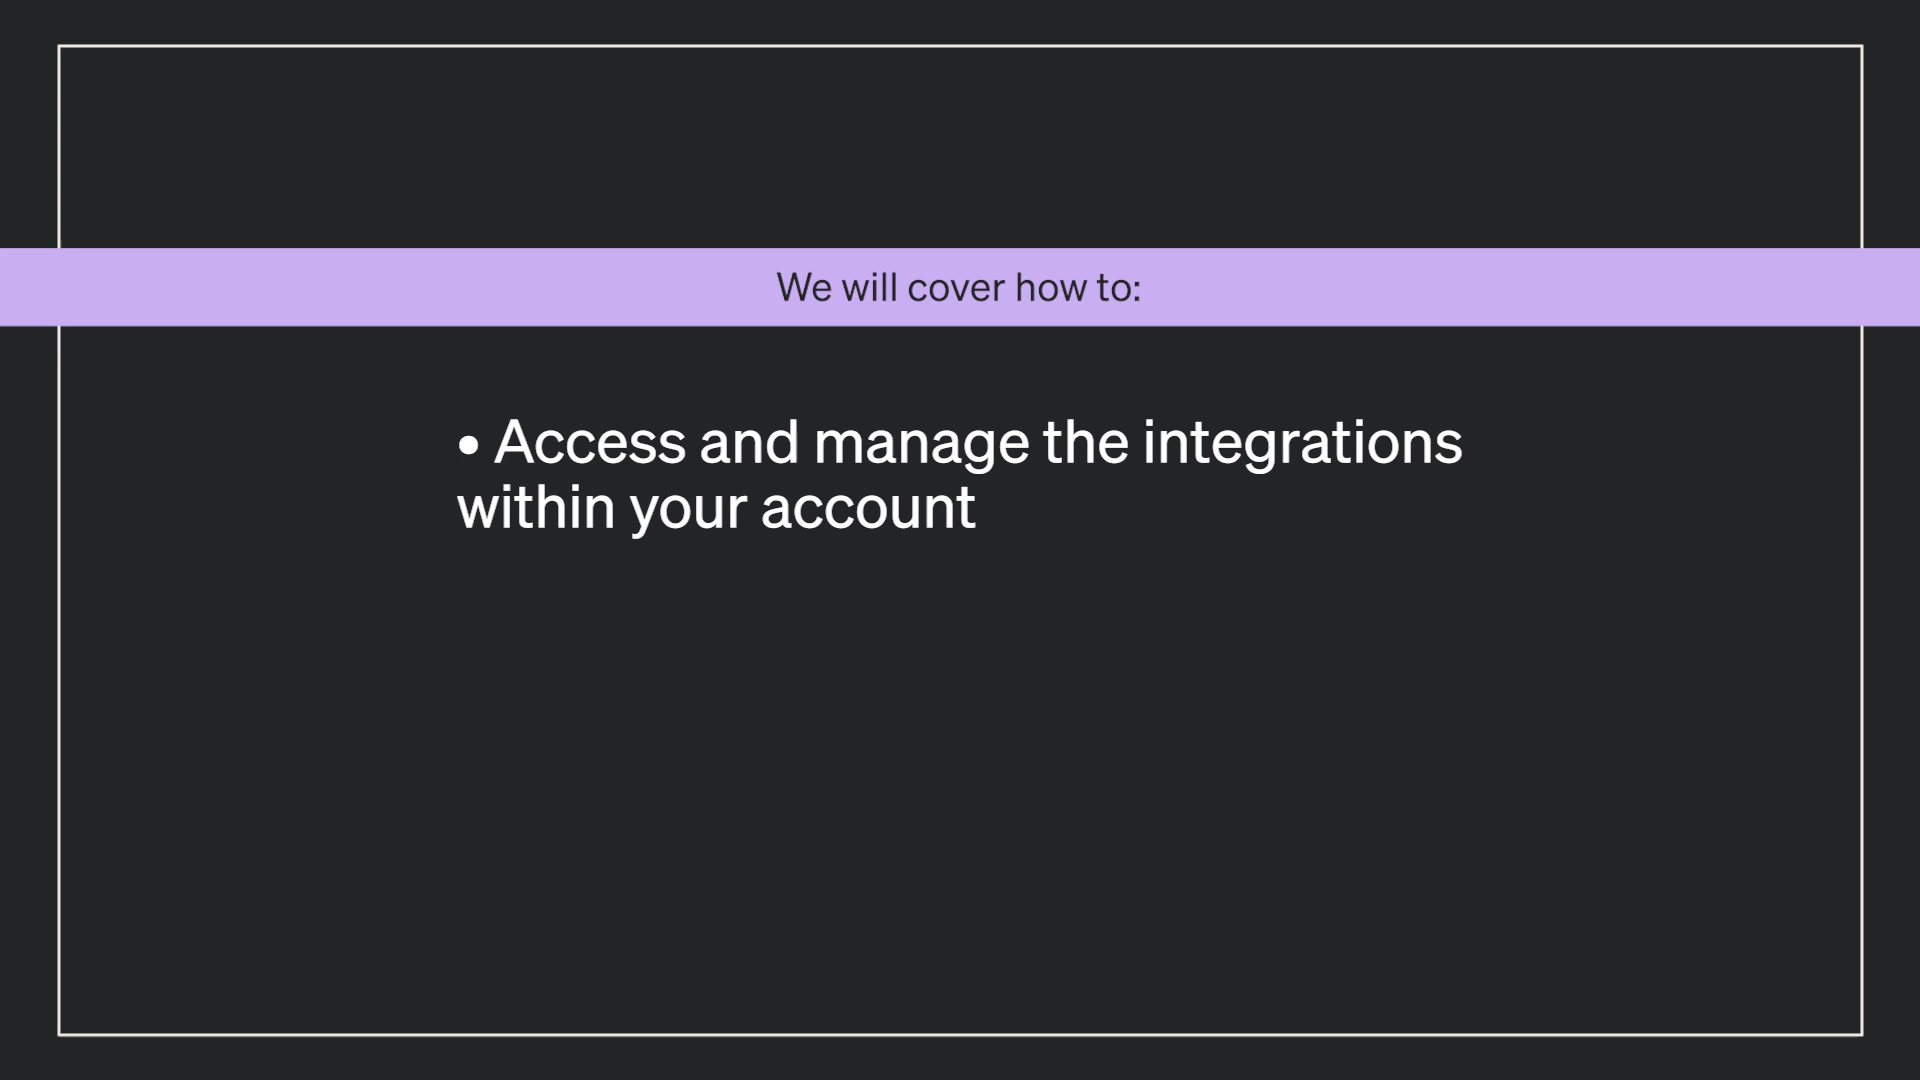 We will cover how to:
• Access and manage the integrations
within your account